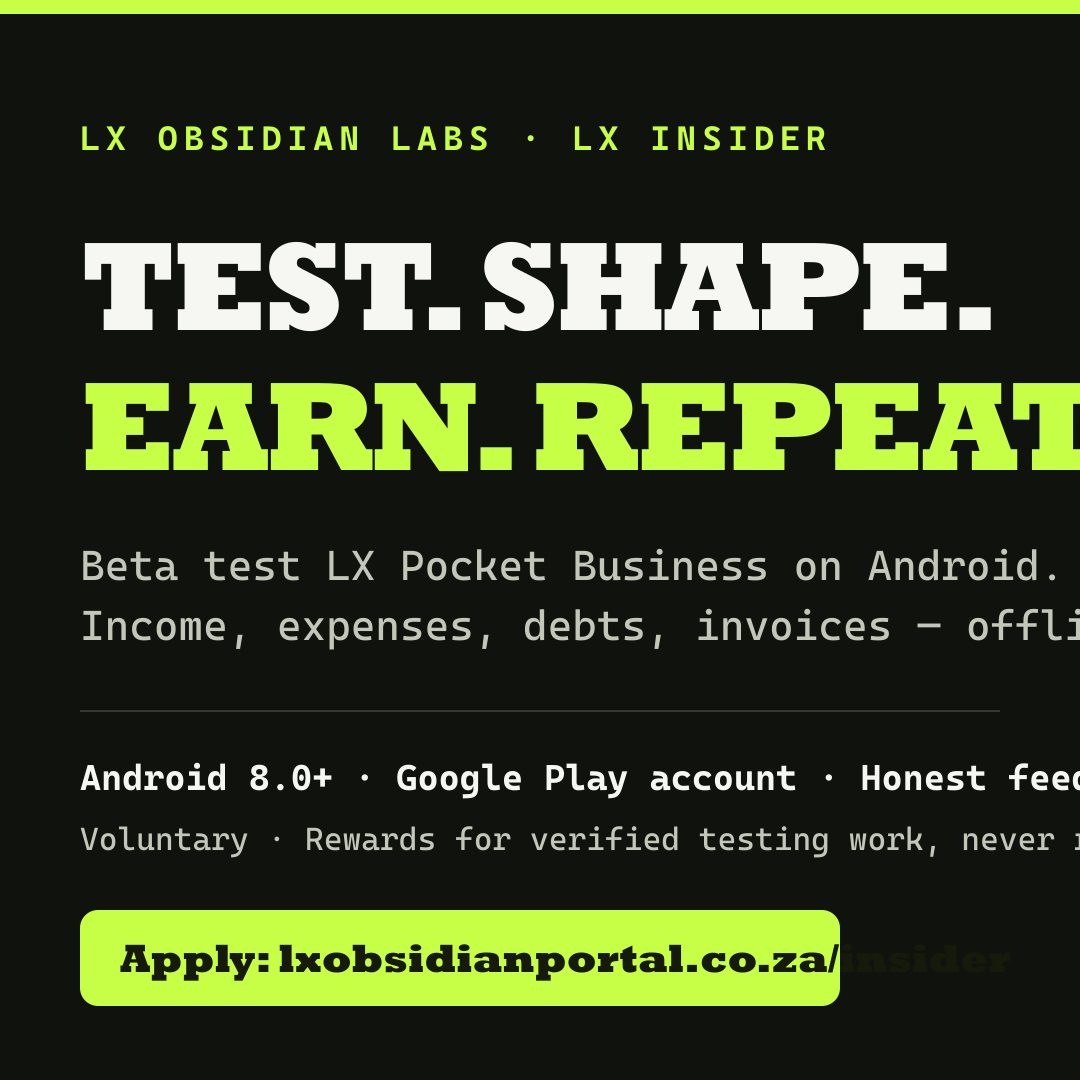 LX OBSIDIAN LABS · LX INSIDER
TEST. SHAPE.
EARN. REPEAT
Beta test LX Pocket Business on Android.
Income, expenses, debts, invoices — offli
Android 8.0+ · Google Play account · Honest feed
Voluntary · Rewards for verified testing work, never r
Apply: lxobsidianportal.co.za/insider